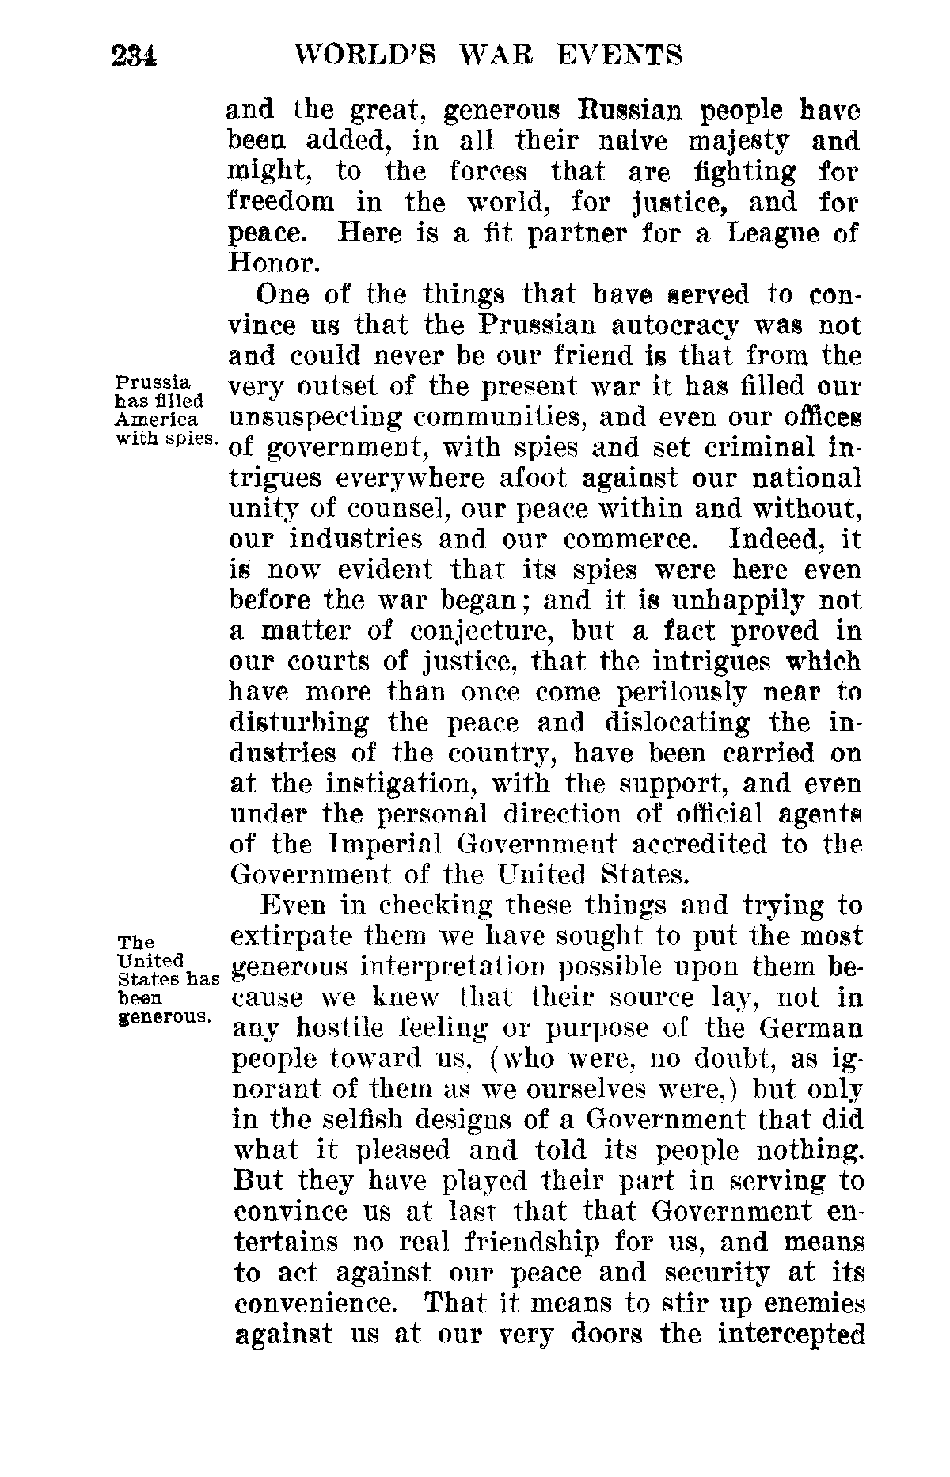 234 WORLD'S WAR EVENTS
and the great, generous Russian people have
been added, in all their naive majesty and
might, to the forces that are fighting for
freedom in the world, for justice, and for
peace. Here is a fit partner for a League of
Honor.
One of the things that have served to con-
vince us that the Prussian autocracy was not
and could never be our friend is that from the
Prussia
has filled
America
with spies.
very outset of the present war it has filled our
unsuspecting communities, and even our offices
of government, with spies and set criminal in-
trigues everywhere afoot against our national
unity of counsel, our peace within and without,
our industries and our commerce. Indeed, it
is now evident that its spies were here even
before the war began; and it is unhappily not
a matter of conjecture, but a fact proved in
our courts of justice, that the intrigues which
have more than once come perilously near to
disturbing the peace and dislocating the in-
dustries of the country, have been carried on
at the instigation, with the support, and even
under the personal direction of official agents
of the Imperial Government accredited to the
Government of the United States.
Even in checking these things and trying to
The
United
States has
been
generous.
extirpate them we have sought to put the most
generous interpretation possible upon them be-
cause we knew that their source lay, not in
any hostile feeling or purpose of the German
people toward us, (who were, no doubt, as ig-
norant of them as we ourselves were,) but only
in the selfish designs of a Government that did
what it pleased and told its people nothing.
But they have played their part in serving to
convince us at last that that Government en-
tertains no real friendship for us, and means
to act against our peace and security at its
convenience. That it means to stir up enemies
against us at our very doors the intercepted